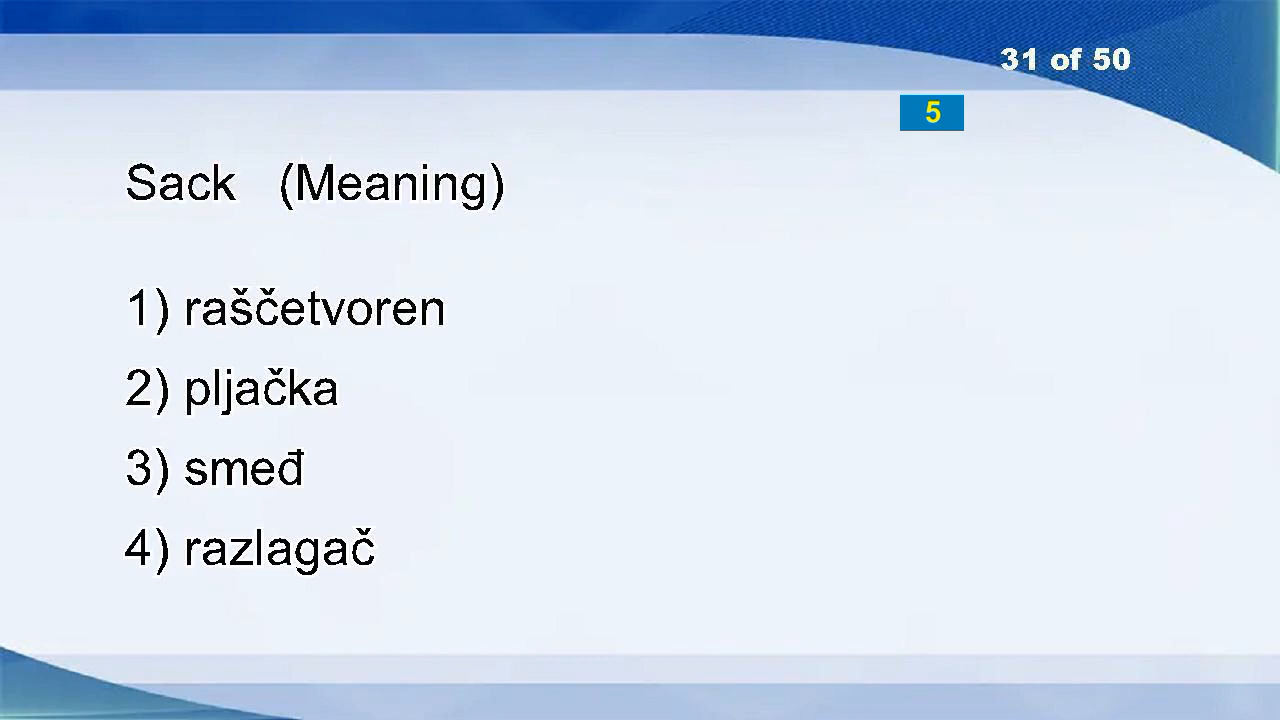 31 of 50
5
Sack (Meaning)
1) raščetvoren
2) pljačka
3) smeđ
4) razlagač